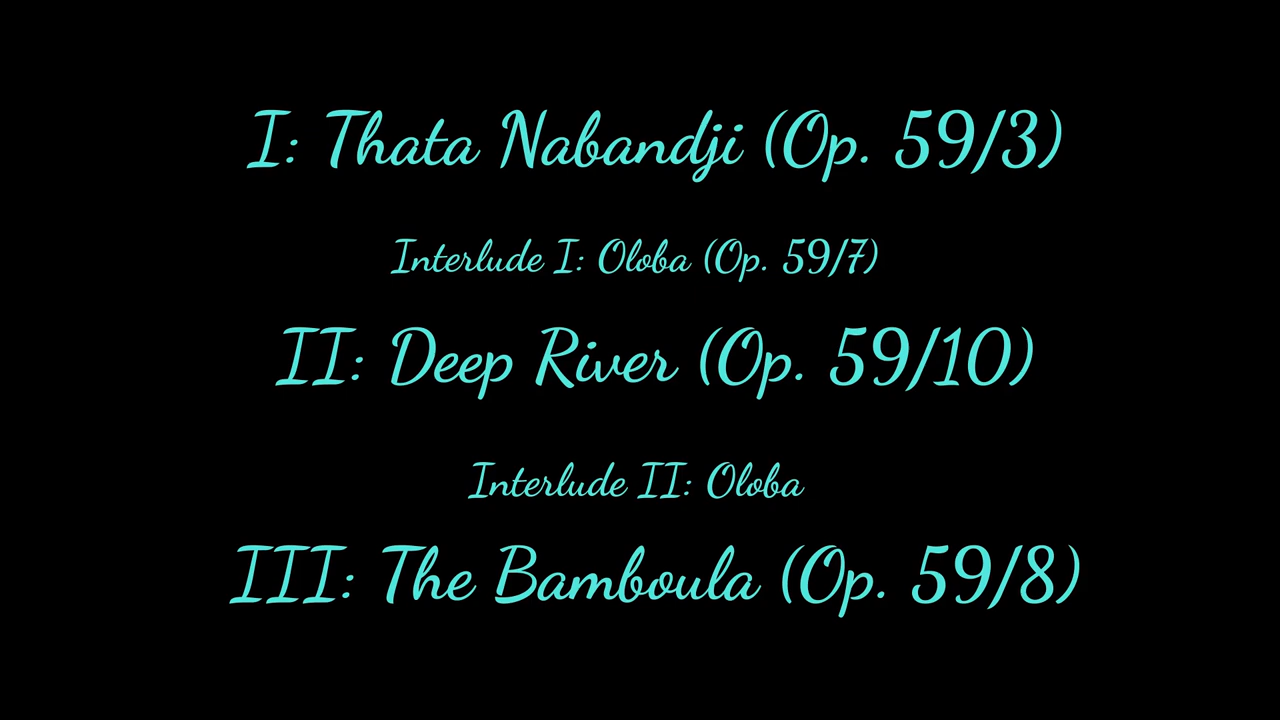 I: Thata Nabandji (Op. 59/3)
Interlude I: Oloba (Op. 59/7)
II: Deep River (Op. 59/10)
Interlude II: Oloba
III: The Bamboula (Op. 59/8)